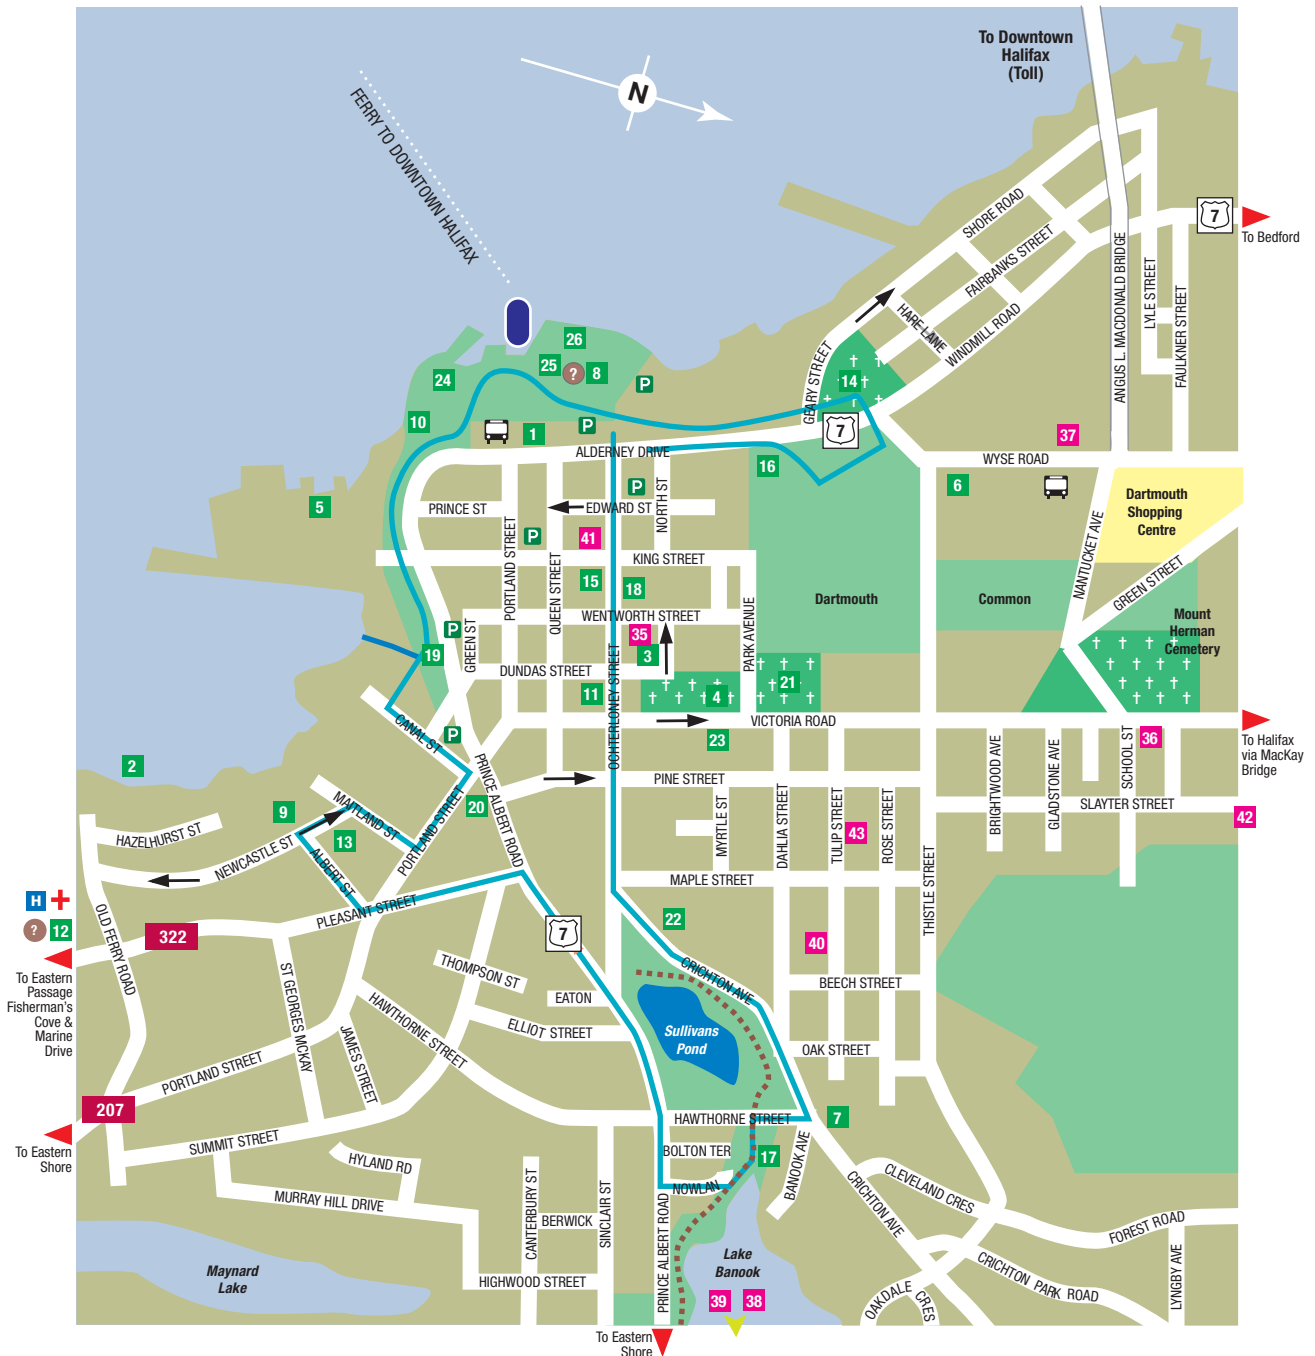 To Downtown
Halifax
(Toll)
N
FERRY TO DOWNTOWN HALIFAX
7
To Bedford
SHORE ROAD
FAIRBANKS STREET
HARE LANE
WINDMILL ROAD
GEARY STREET
ANGUS L. MACDONALD BRIDGE
LYLE STREET
FAULKNER STREET
26
25
?
8
24
P
14
10
1
P
7
37
ALDERNEY DRIVE
WYSE ROAD
16
6
5
P
PRINCE ST
EDWARD ST
NORTH ST
Dartmouth
Shopping
Centre
P
41
PORTLAND STREET
QUEEN STREET
KING STREET
NANTUCKET AVE
GREEN STREET
15
18
Dartmouth
Common
WENTWORTH STREET
PARK AVENUE
Mount
Herman
Cemetery
P
35
GREEN ST
19
3
DUNDAS STREET
OCHTERLONEY STREET
11
4
21
VICTORIA ROAD
CANAL ST
P
23
SCHOOL ST
36
To Halifax
via MacKay
Bridge
2
PINE STREET
PRINCE ALBERT ROAD
BRIGHTWOOD AVE
GLADSTONE AVE
SLAYTER STREET
42
9
MAITLAND ST
20
HAZELHURST ST
13
PORTLAND STREET
MYRTLE ST
DAHLIA STREET
TULIP STREET
43
ROSE STREET
NEWCASTLE ST
ALBERT ST
MAPLE STREET
THISTLE STREET
H
?
12
PLEASANT STREET
22
322
7
40
OLD FERRY ROAD
To Eastern
Passage
Fisherman's
Cove &
Marine
Drive
THOMPSON ST
CRICHTON AVE
ST GEORGES MCKAY
EATON
BEECH STREET
HAWTHORNE STREET
ELLIOT STREET
Sullivans
Pond
JAMES STREET
OAK STREET
PORTLAND STREET
207
HAWTHORNE STREET
7
To Eastern
Shore
SUMMIT STREET
HYLAND RD
BOLTON TER
17
BANOOK AVE
NOWLAN
CLEVELAND CRES
MURRAY HILL DRIVE
CANTERBURY ST
BERWICK
SINCLAIR ST
PRINCE ALBERT ROAD
CRICHTON AVE
FOREST ROAD
Lake
Banook
Maynard
Lake
HIGHWOOD STREET
CRICHTON PARK ROAD
LYNGBY AVE
OAKDALE CRES
39
38
To Eastern
Shore